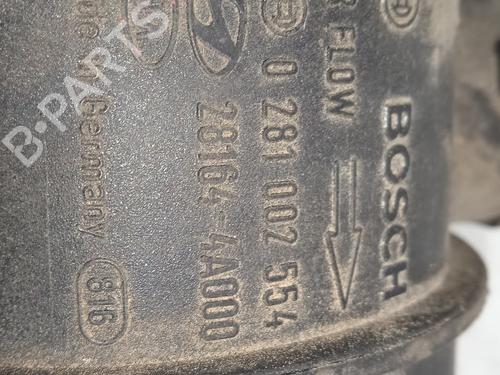 BOSCH
R FLOW
0 281 002 554
28164-4A000
Germany
816
B-PARTS